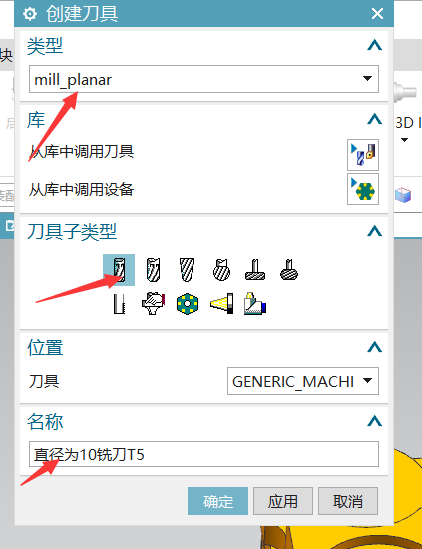 创建刀具
类型
块
mill_planar
库
从库中调用刀具
3D
从库中调用设备
刀具子类型
位置
刀具
GENERIC_MACHI
名称
直径为10铣刀T5
确定
应用
取消